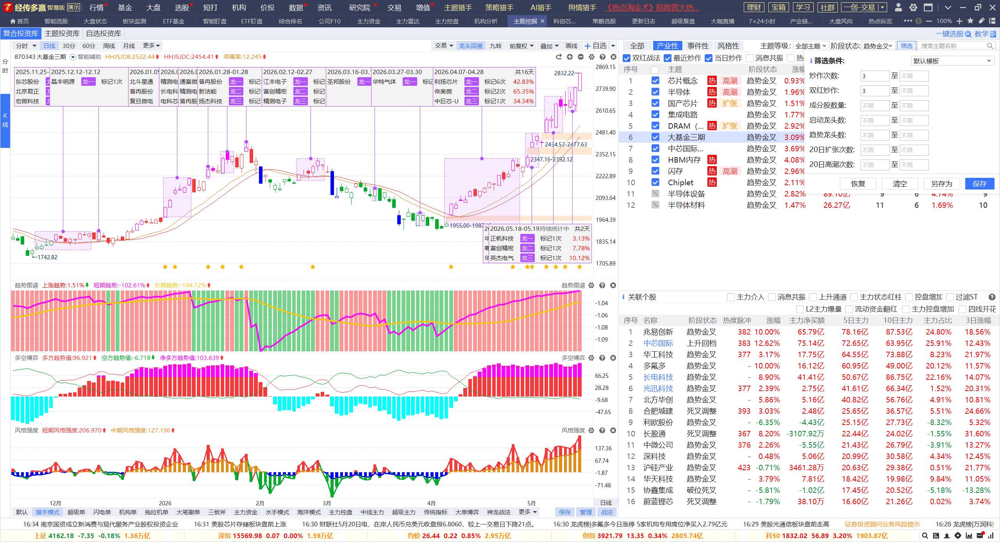 经传多赢 智尊版 演示 行情 基金 大盘 选股 短打 机构 价投 数据 资讯 研究院 交易 增值 主题猎手 策略猎手 AI猎手 舆情猎手 《热点淘金术》陪跑营火热... 理财 宝箱 学习 社群 一创-交易
首页 智能选股 大盘状态 板块监测 ETF基金 智能盯盘 ETF盯盘 综合排名 公司F10 主力资金 主力雷达 主力控盘 机构分析 主题挖掘 科创芯... 策略选股 更新日志 超级复盘 大咖直播 7×24小时 产业链... 大盘风向 热点纵览 ••• 100%
复合投资库 主题投资库 自选投资库 一键选股 教学
分时 K线
分时 日线 30分 60分 周线 月线 更多 交易 龙头回溯 九转 前复权 叠加 画线 自选
870343 大基金三期 智能辅助 HHJSJDB:2522.44 HHJSJDC:2454.41 乖离率:12.245
2025.11.25- 2025.12.12-12.12 2026.01.05 2026.0 2026.0 2026.01.28-01.28 2026.02.12-02.27 2026.03.16-03. 2026.03.27-03.30 2026.04.07-04.28 共16天
东芯股份 晶丰明源 龙一 标记1次 北斗星通 精测电 通富微 普冉股份 龙一 标记 江丰电子 龙一 标记 圣邦股份 龙一 华特气体 龙一 标记 利扬芯片 龙一 标记6次 42.83%
北京君正 普冉股份 长电科 精测电 新洁能 龙二 标记 富创精密 龙二 标记 帝奥微 龙二 标记2次 65.35%
宏微科技 复旦微电 电科芯 普冉股 扬杰科技 龙三 标记 精测电子 龙三 标记 中巨芯-U 龙三 标记1次 34.34%
2832.22
2434.53-2477.63
2347.16-2392.12
1955.00-1987.
1742.82
2026.05.18-05.19持续统计中 共2天
正帆科技 龙一 标记1次 3.13%
富创精密 龙二 标记1次 7.78%
英杰电气 龙三 标记1次 10.12%
2869.15
2739.90
2610.65
2481.40
2352.15
2222.89
2093.64
1964.39
1835.14
1705.89
趋势图谱 上涨趋势:1.51% 短期趋势:-102.61% 长期趋势:-104.12% 趋势图谱
-1.04
-1.06
-1.08
-1.09
多空博弈 多方趋势值:96.921 空方趋势值:-6.718 净多方趋势值:103.639 多空博弈
66.25
28.28
-9.68
-47.65
风格强度 短期风格强度:206.970 中期风格强度:127.196 风格强度
137.36
67.74
-1.87
-71.48
12月 2026 2月 3月 4月 5月 日线
默认 猎手模式 超级单 闪电单 机构单 拖拉机单 大笔撤单 三板斧 主力资金 水手模式 海洋模式 主力控盘 中线主力 超级主力 传统指标 大单博弈 神龙战法 更多 保存 管理 战法
全部 产业性 事件性 风格性 主题等级: 全部主题 阶段状态: 趋势金叉 筛选 搜索主题名称
双红战法 最近炒作 当日炒作 消息共振 热
序号 主题 阶段状态 涨幅
1 芯片概念 热 高潮 趋势金叉 0.93%
2 半导体 热 高潮 趋势金叉 1.96%
3 国产芯片 热 扩张 趋势金叉 1.51%
4 集成电路 趋势金叉 1.77%
5 DRAM（... 热 扩张 趋势金叉 2.92%
6 大基金三期 趋势金叉 3.09%
7 中芯国际... 趋势金叉 3.69%
8 HBM内存 热 趋势金叉 4.08%
9 闪存 热 高潮 趋势金叉 2.96%
10 Chiplet 热 趋势金叉 2.11%
11 半导体设备 趋势金叉 2.82% 89.10亿 9 6 4.74% 9
12 半导体材料 趋势金叉 1.47% 26.27亿 11 6 1.69% 10
筛选条件: 默认模板
炒作次数: 3 至 不限
双红炒作: 3 至 不限
成分股数量: 不限 至 不限
启动龙头数: 不限 至 不限
趋势龙头数: 不限 至 不限
20日扩张次数: 不限 至 不限
20日高潮次数: 不限 至 不限
恢复 清空 另存为 保存
关联个股 主力介入 消息共振 上升通道 主力状态红柱 控盘增加 过滤ST
L2主力爆量 流动资金翻红 主力控盘增加 四线开花
序号 名称 阶段状态 热度脉冲 涨幅 主力净买额 5日主力 10日主力 主力占比 3日涨幅
1 兆易创新 趋势金叉 382 10.00% 65.79亿 78.16亿 87.53亿 24.80% 18.56%
2 中芯国际 上升回档 383 12.62% 75.14亿 72.65亿 63.95亿 25.91% 12.43%
3 华工科技 趋势金叉 377 3.17% 17.75亿 64.55亿 73.88亿 8.23% 21.97%
4 多氟多 趋势金叉 - 10.00% 16.12亿 60.95亿 49.00亿 20.12% 11.57%
5 长电科技 趋势金叉 - 8.90% 41.41亿 50.67亿 86.75亿 22.16% 14.07%
6 光迅科技 趋势金叉 377 2.39% 2.75亿 41.61亿 66.34亿 1.52% 20.31%
7 北方华创 趋势金叉 - 5.86% 5.16亿 40.82亿 56.76亿 4.91% 10.81%
8 合肥城建 死叉调整 393 3.03% 2.48亿 25.65亿 36.57亿 5.51% 24.66%
9 利欧股份 趋势金叉 - -6.35% -4.43亿 25.15亿 27.73亿 -8.32% 5.32%
10 长盈通 死叉调整 367 8.20% -3107.92万 22.44亿 24.02亿 -1.55% 31.60%
11 中微公司 趋势金叉 376 2.26% -5.55亿 21.43亿 26.79亿 -3.91% 13.27%
12 深科技 趋势金叉 - 0.48% 5.06亿 20.99亿 30.58亿 4.34% 12.45%
13 沪硅产业 趋势金叉 423 -0.71% 3461.28万 20.63亿 29.38亿 0.51% 21.77%
14 华天科技 趋势金叉 - 3.79% 7.81亿 18.42亿 19.98亿 9.84% 11.05%
15 协鑫集成 破位死叉 - -5.81% -1.02亿 17.45亿 20.52亿 -5.18% -13.28%
16 蔚蓝锂芯 死叉调整 - -1.79% 38.10万 16.60亿 21.26亿 0.02% 3.74%
16:34 南京国资成立新消费与现代服务产业股权投资企业 16:31 美股芯片存储板块盘前上涨 16:30 财联社5月20日电，在岸人民币兑美元收盘报6.8060，较上一交易日下降21点。 16:30 龙虎榜|多氟多今日涨停 5家机构专用席位净买入2.79亿元 16:29 美股光通信板块盘前走高 证券投资顾问业务风险提示 16:28 龙虎榜|万润科
上证 4162.18 -7.35 -0.18% 1.36万亿 深指 15569.98 0.07 0.00% 1.59万亿 均价 26.44 0.22 0.85% 2.95万亿 创指 3921.79 13.35 0.34% 2805.74亿 科50 1832.02 56.89 3.20% 1903.87亿